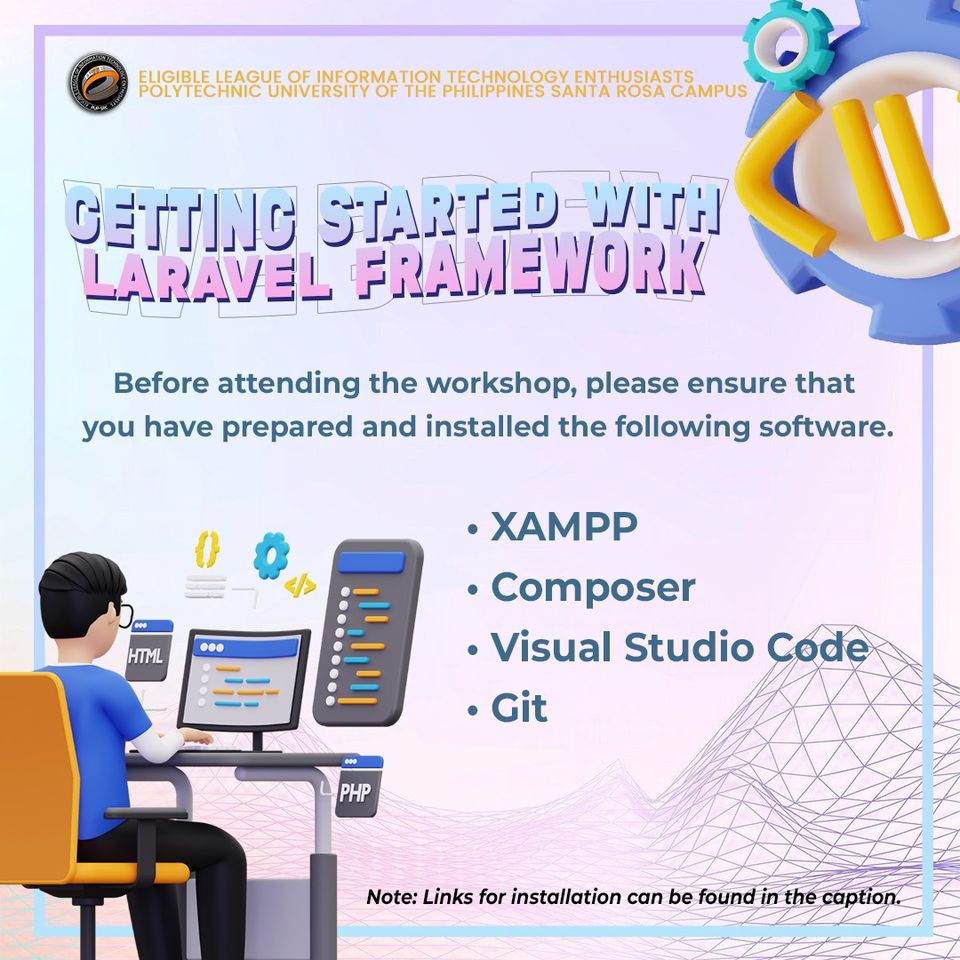 ELIGIBLE LEAGUE OF INFORMATION TECHNOLOGY ENTHUSIASTS
POLYTECHNIC UNIVERSITY OF THE PHILIPPINES SANTA ROSA CAMPUS
WEB DEV
GETTING STARTED WITH
LARAVEL FRAMEWORK
Before attending the workshop, please ensure that
you have prepared and installed the following software.
• XAMPP
• Composer
• Visual Studio Code
• Git
{}
</>
HTML
PHP
Note: Links for installation can be found in the caption.